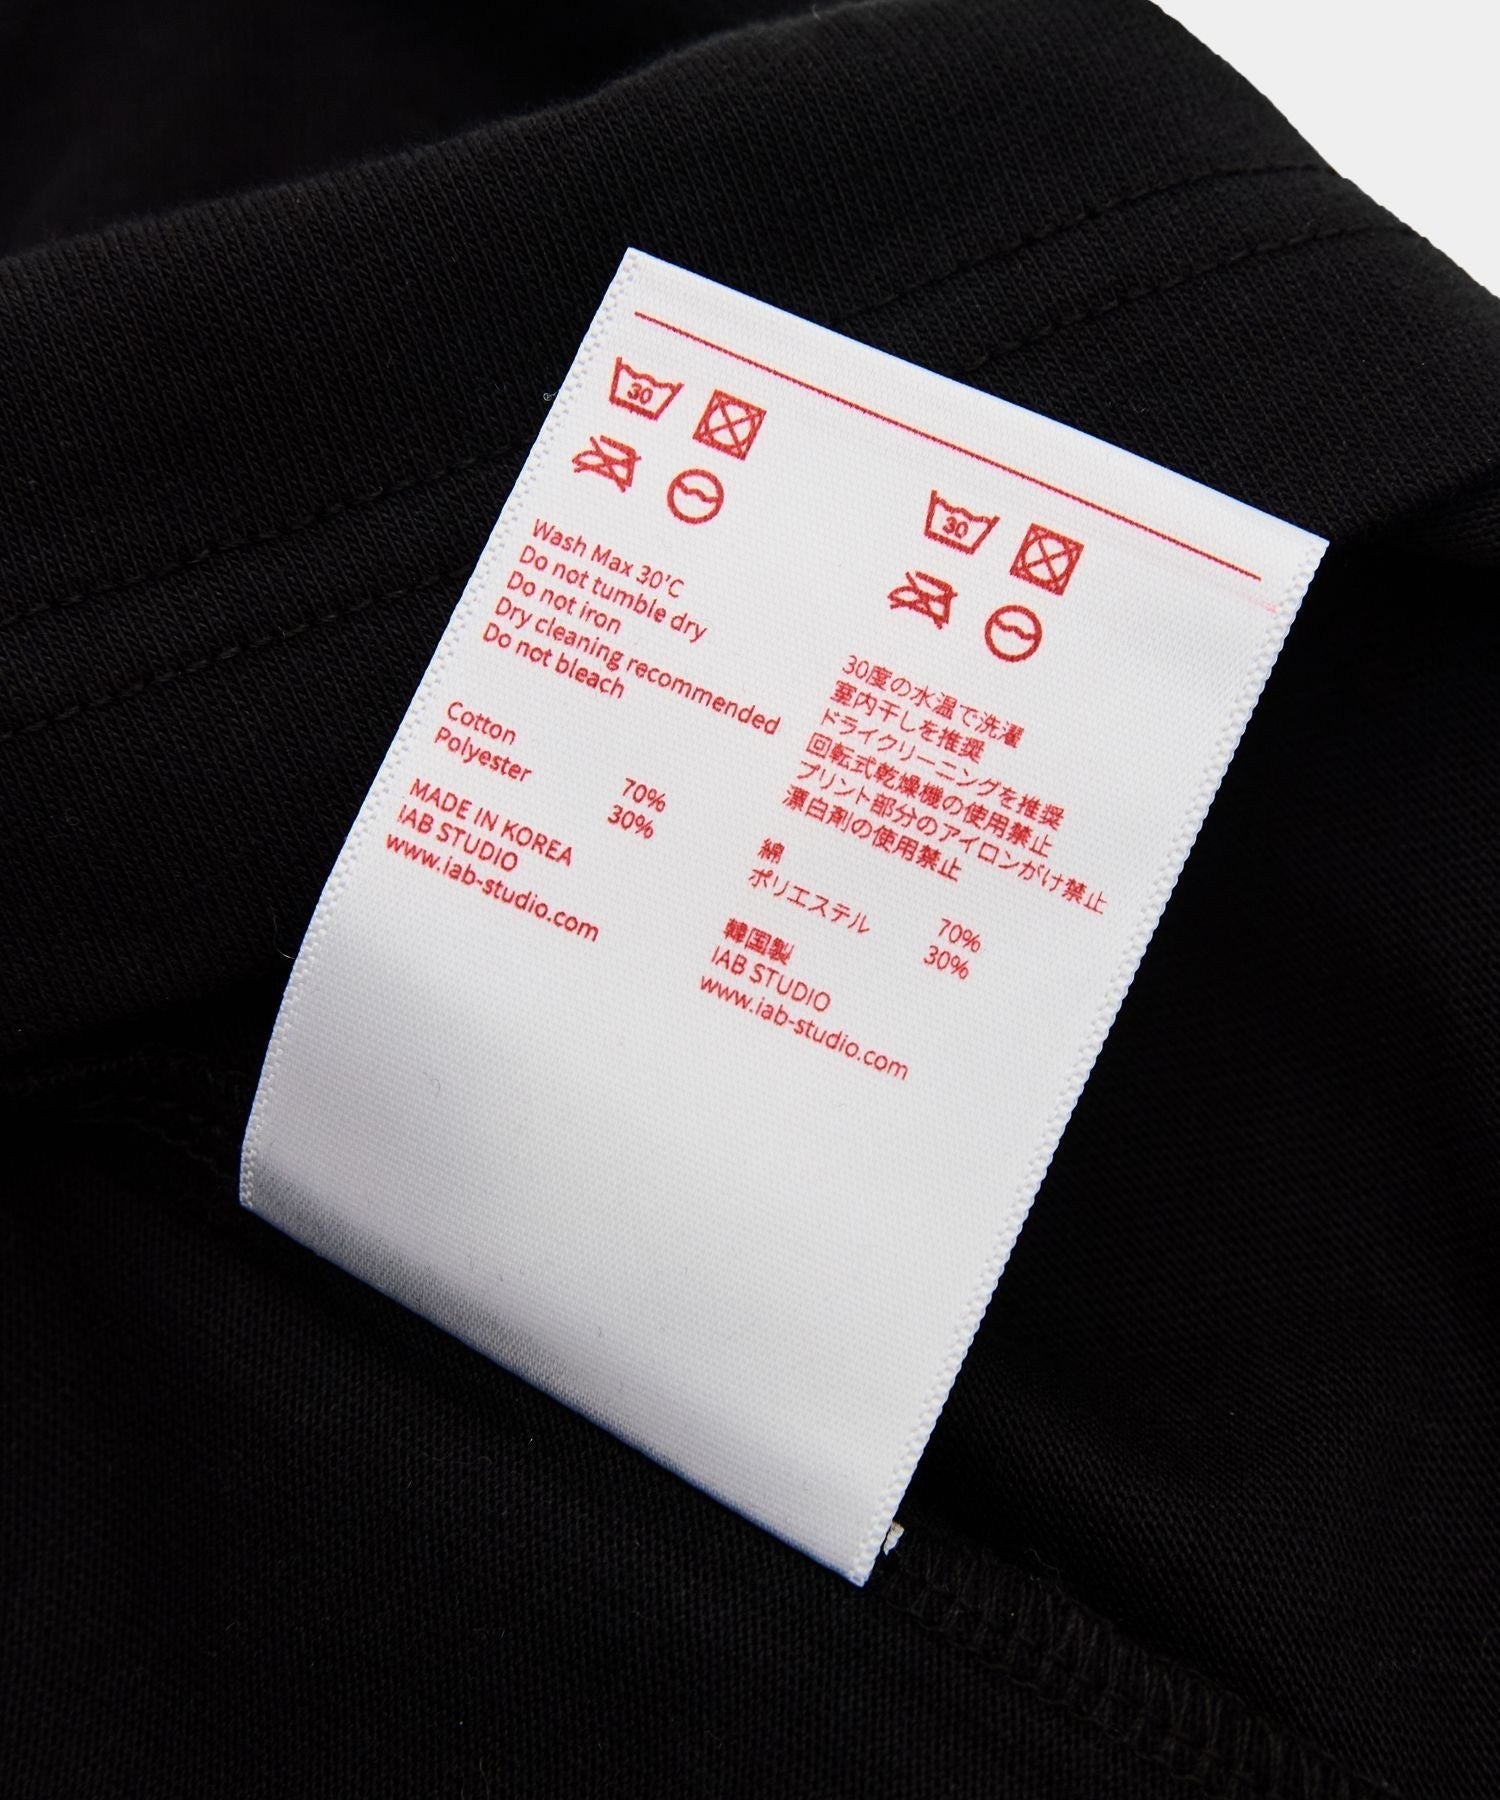 30
Wash Max 30'C
Do not tumble dry
Do not iron
Dry cleaning recommended
Do not bleach
Cotton 70%
Polyester 30%
MADE IN KOREA
IAB STUDIO
www.iab-studio.com
30
30度の水温で洗濯
室内干しを推奨
ドライクリーニングを推奨
回転式乾燥機の使用禁止
プリント部分のアイロンがけ禁止
漂白剤の使用禁止
綿 70%
ポリエステル 30%
韓国製
IAB STUDIO
www.iab-studio.com